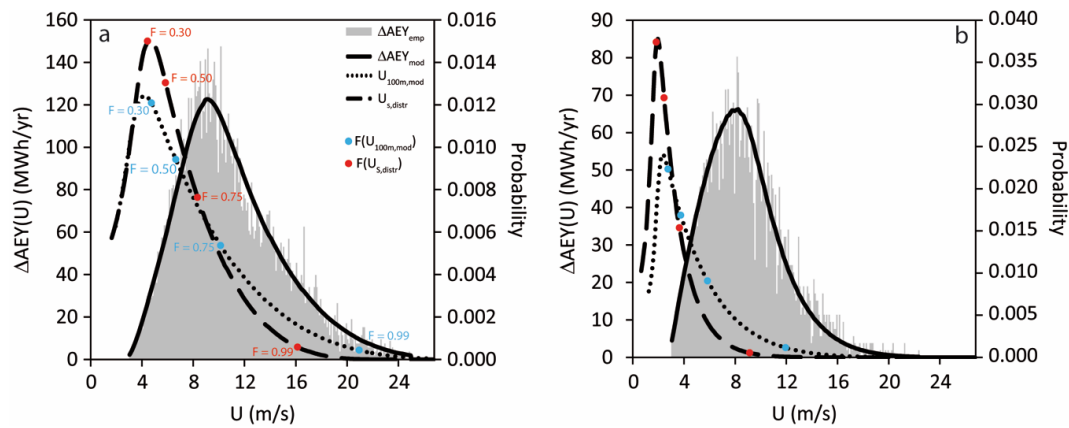 a
ΔAEY(U) (MWh/yr)
160
140
120
100
80
60
40
20
0
0 4 8 12 16 20 24
U (m/s)
0.016
0.014
0.012
0.010
0.008
0.006
0.004
0.002
0.000
Probability
F = 0.30
F = 0.50
F = 0.30
F = 0.50
F = 0.75
F = 0.75
F = 0.99
F = 0.99
ΔAEYemp
ΔAEYmod
U100m,mod
US,distr
F(U100m,mod)
F(US,distr)
b
ΔAEY(U) (MWh/yr)
90
80
70
60
50
40
30
20
10
0
0 4 8 12 16 20 24
U (m/s)
0.040
0.035
0.030
0.025
0.020
0.015
0.010
0.005
0.000
Probability